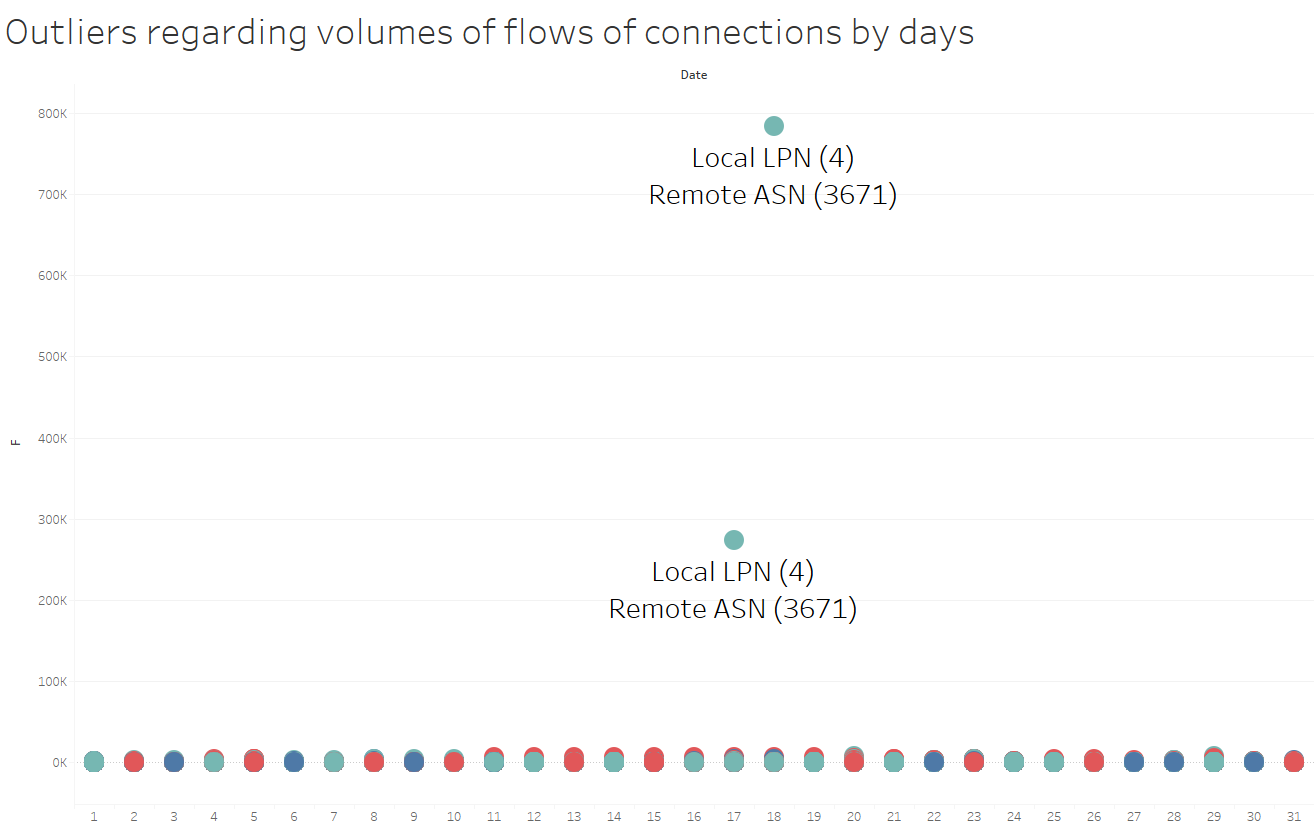 Outliers regarding volumes of flows of connections by days
Date
800K
Local LPN (4)
700K
Remote ASN (3671)
600K
500K
F
400K
300K
Local LPN (4)
200K
Remote ASN (3671)
100K
0K
1 2 3 4 5 6 7 8 9 10 11 12 13 14 15 16 17 18 19 20 21 22 23 24 25 26 27 28 29 30 31